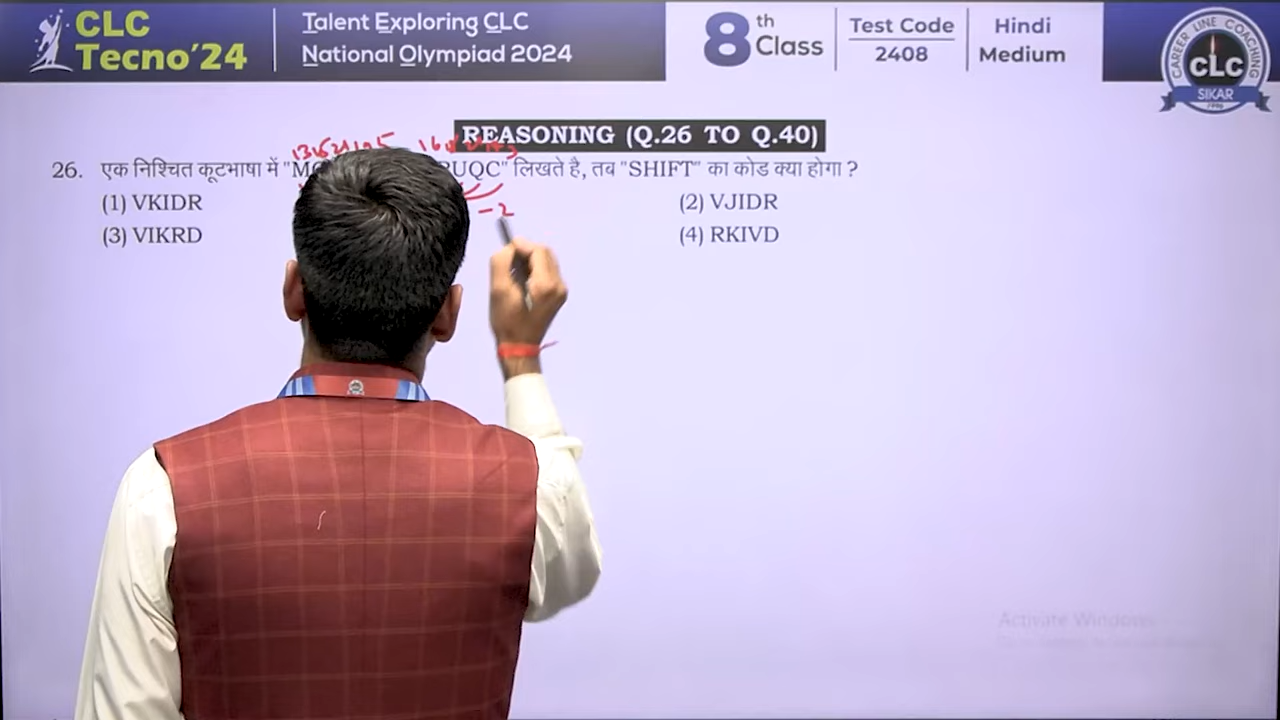 CLC
Tecno'24
Talent Exploring CLC
National Olympiad 2024
8th Class
Test Code
2408
Hindi
Medium
CAREER LINE COACHING
CLC
SIKAR
REASONING (Q.26 TO Q.40)
26. एक निश्चित कूटभाषा में "M UQC" लिखते है, तब "SHIFT" का कोड क्या होगा ?
(1) VKIDR (2) VJIDR
-2
(3) VIKRD (4) RKIVD
Activate Windows